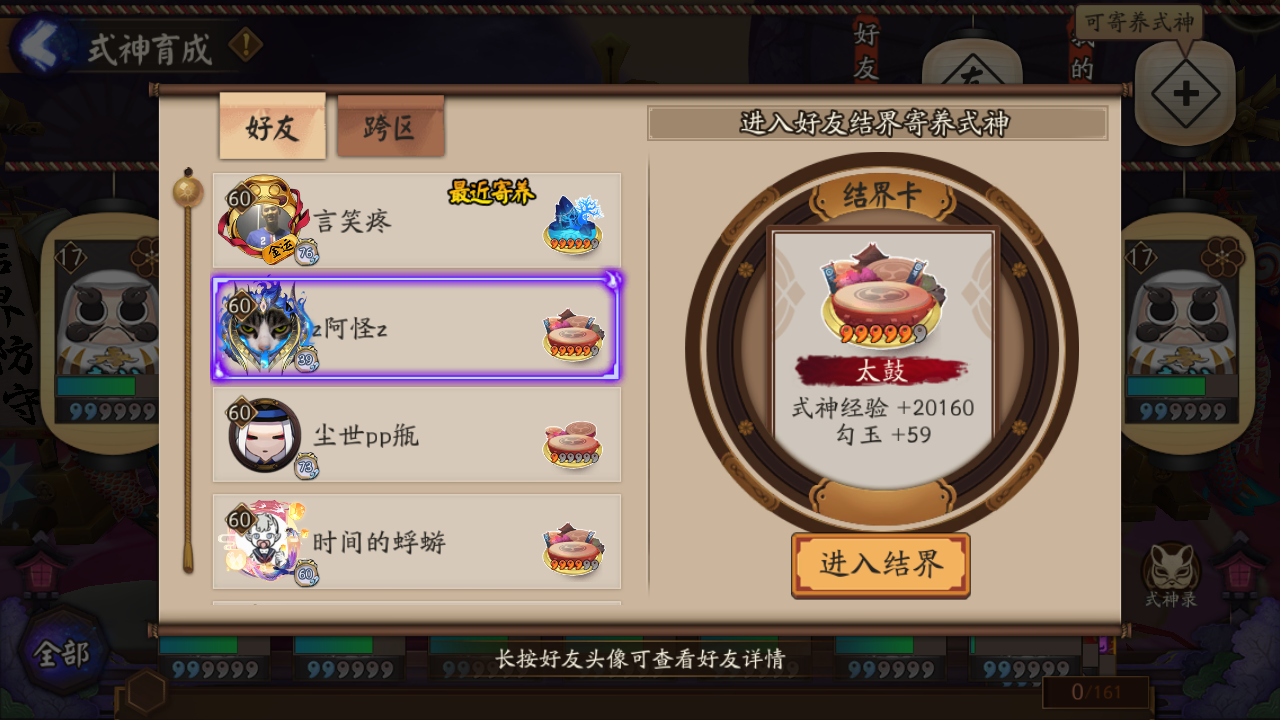 式神育成
好友
可寄养式神
好友
跨区
进入好友结界寄养式神
60
言笑疼
最近寄养
76
60
z阿怪z
39
60
尘世pp瓶
73
60
时间的蜉蝣
60
结界卡
太鼓
式神经验 +20160
勾玉 +59
进入结界
17
17
式神录
全部
长按好友头像可查看好友详情
0/161